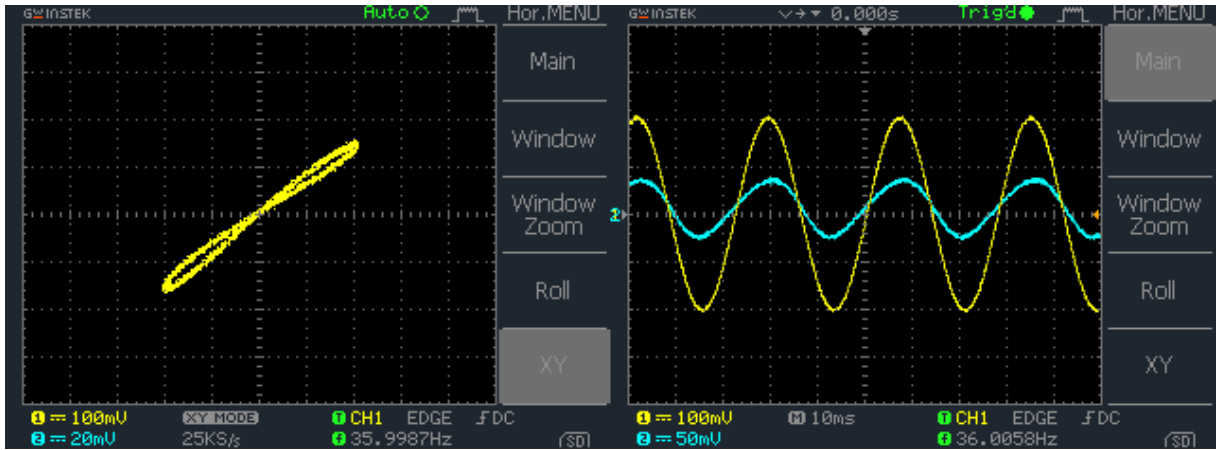 GWINSTEK Auto Hor.MENU
Main
Window
Window
Zoom
Roll
XY
1 100mV XY MODE T CH1 EDGE DC
2 20mV 25KS/s f 35.9987Hz SD
GWINSTEK 0.000s Trig'd Hor.MENU
Main
Window
Window
Zoom
Roll
XY
2
1 100mV M 10ms T CH1 EDGE DC
2 50mV f 36.0058Hz SD